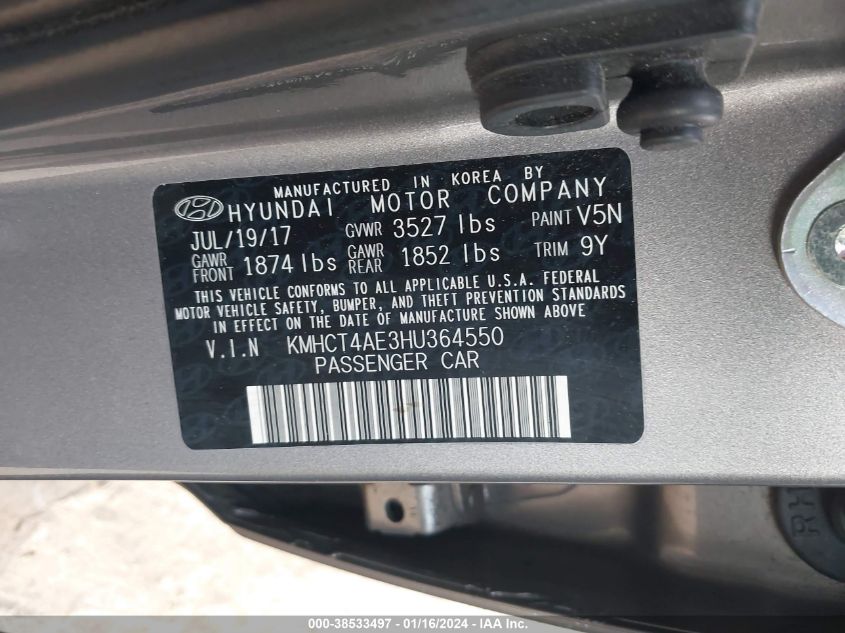 MANUFACTURED IN KOREA BY
HYUNDAI MOTOR COMPANY
JUL/19/17 GVWR 3527 lbs PAINT V5N
GAWR FRONT 1874 lbs GAWR REAR 1852 lbs TRIM 9Y
THIS VEHICLE CONFORMS TO ALL APPLICABLE U.S.A. FEDERAL
MOTOR VEHICLE SAFETY, BUMPER, AND THEFT PREVENTION STANDARDS
IN EFFECT ON THE DATE OF MANUFACTURE SHOWN ABOVE
V.I.N KMHCT4AE3HU364550
PASSENGER CAR
RH
000-38533497 - 01/16/2024 - IAA Inc.